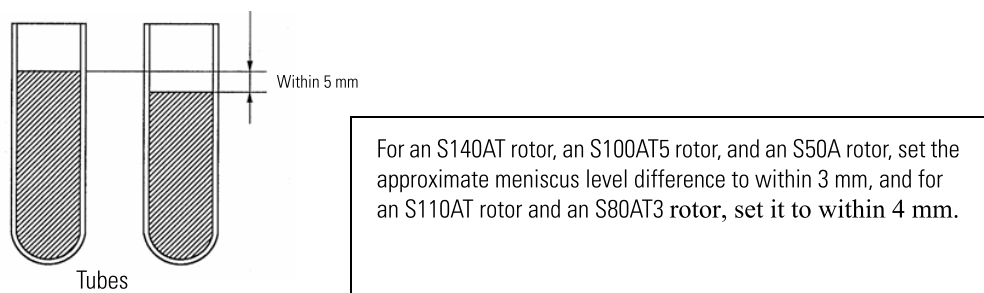 Within 5 mm
For an S140AT rotor, an S100AT5 rotor, and an S50A rotor, set the
approximate meniscus level difference to within 3 mm, and for
an S110AT rotor and an S80AT3 rotor, set it to within 4 mm.
Tubes